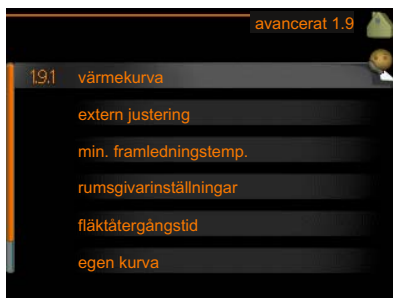 avancerat 1.9
1.9.1 värmekurva
extern justering
min. framledningstemp.
rumsgivarinställningar
fläktåtergångstid
egen kurva